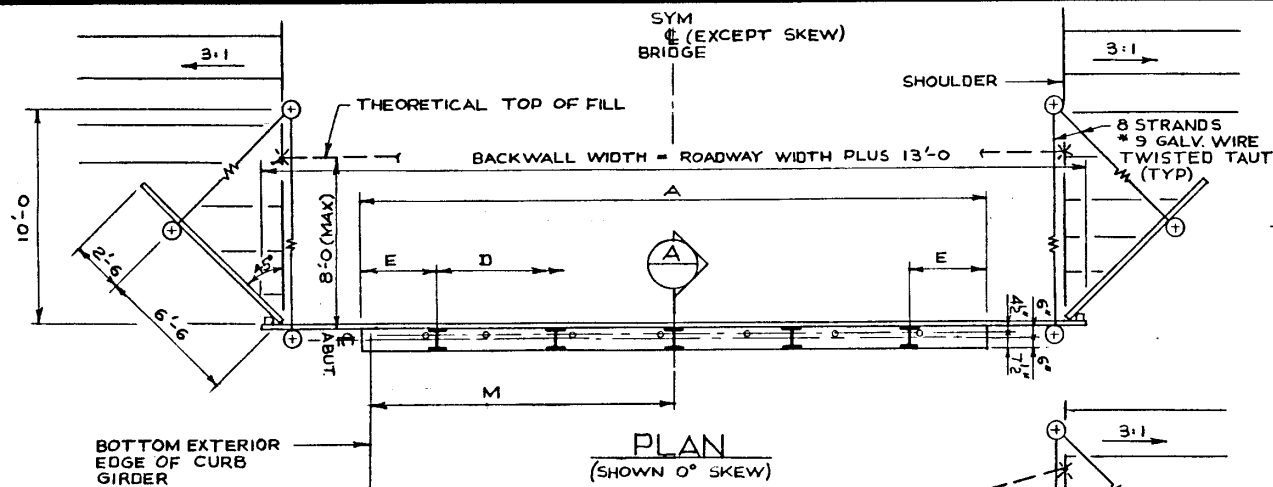 SYM
℄ (EXCEPT SKEW)
BRIDGE
3:1
3:1
SHOULDER
THEORETICAL TOP OF FILL
8 STRANDS
* 9 GALV. WIRE
TWISTED TAUT
(TYP)
BACKWALL WIDTH = ROADWAY WIDTH PLUS 13'-0
A
10'-0
8'-0 (MAX)
E
D
A
E
2'-6
45°
6'-6
4½"
6"
℄
ABUT.
7½"
6"
M
BOTTOM EXTERIOR
EDGE OF CURB
GIRDER
PLAN
(SHOWN 0° SKEW)
3:1